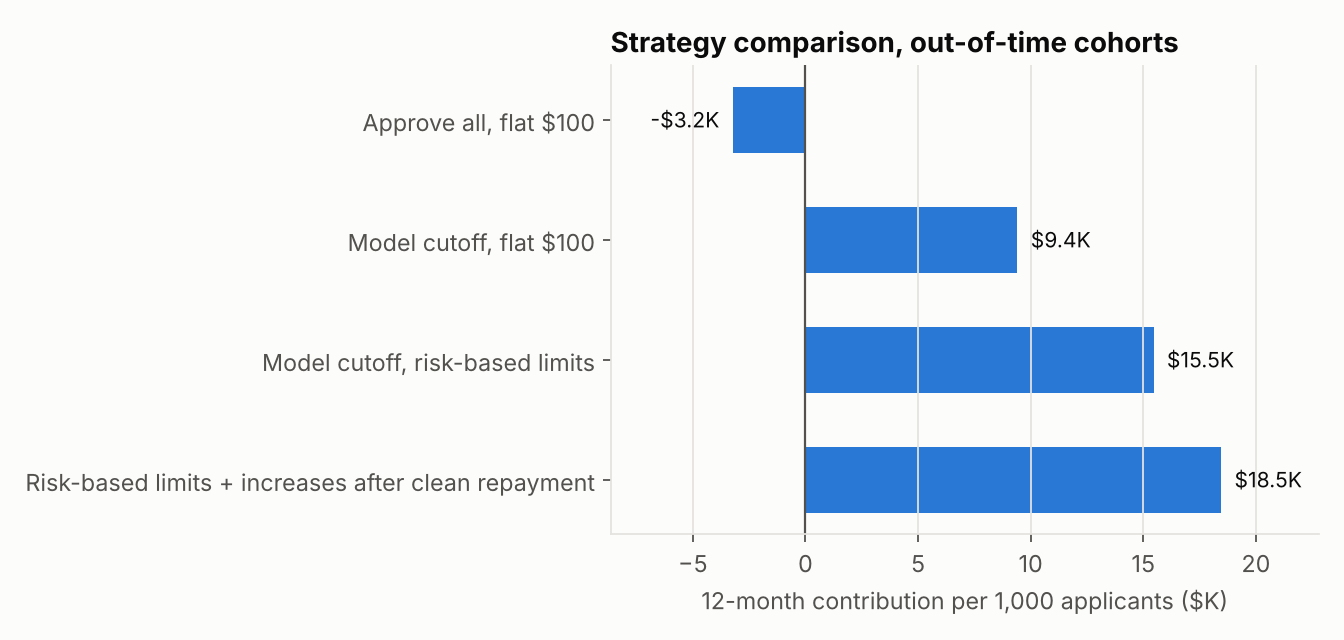 Strategy comparison, out-of-time cohorts
Approve all, flat $100
-$3.2K
Model cutoff, flat $100
$9.4K
Model cutoff, risk-based limits
$15.5K
Risk-based limits + increases after clean repayment
$18.5K
−5 0 5 10 15 20
12-month contribution per 1,000 applicants ($K)